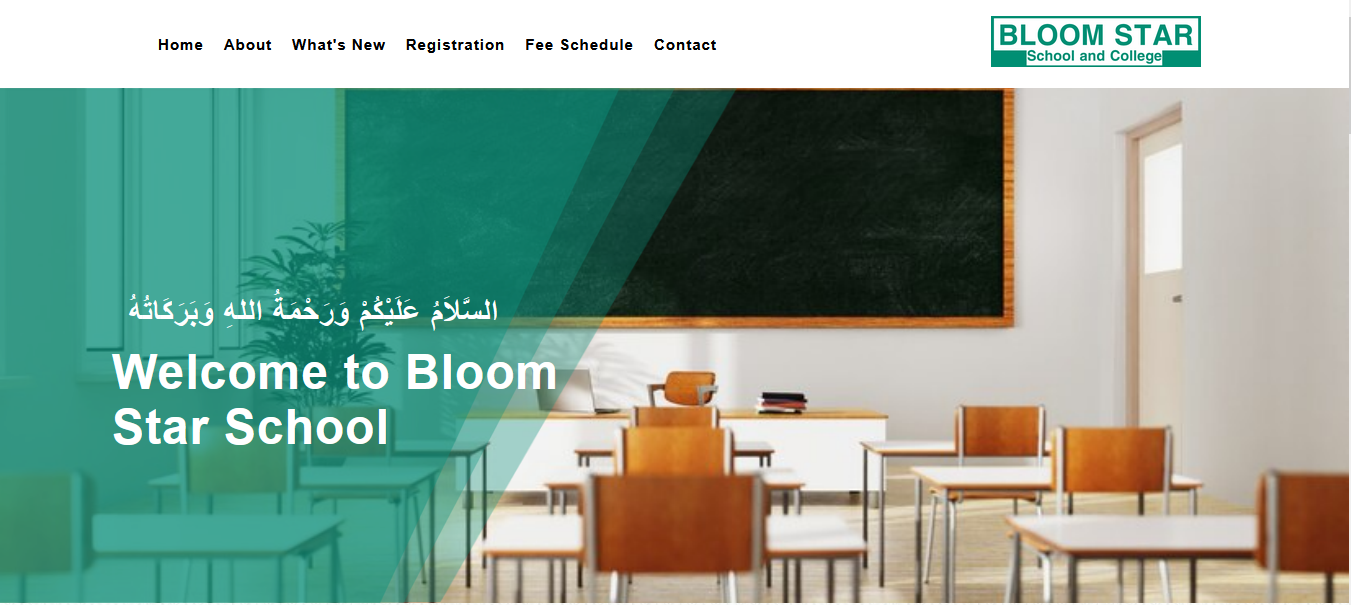 Home About What's New Registration Fee Schedule Contact
BLOOM STAR
School and College
السَّلاَمُ عَلَيْكُمْ وَرَحْمَةُ اللهِ وَبَرَكَاتُهُ
Welcome to Bloom
Star School